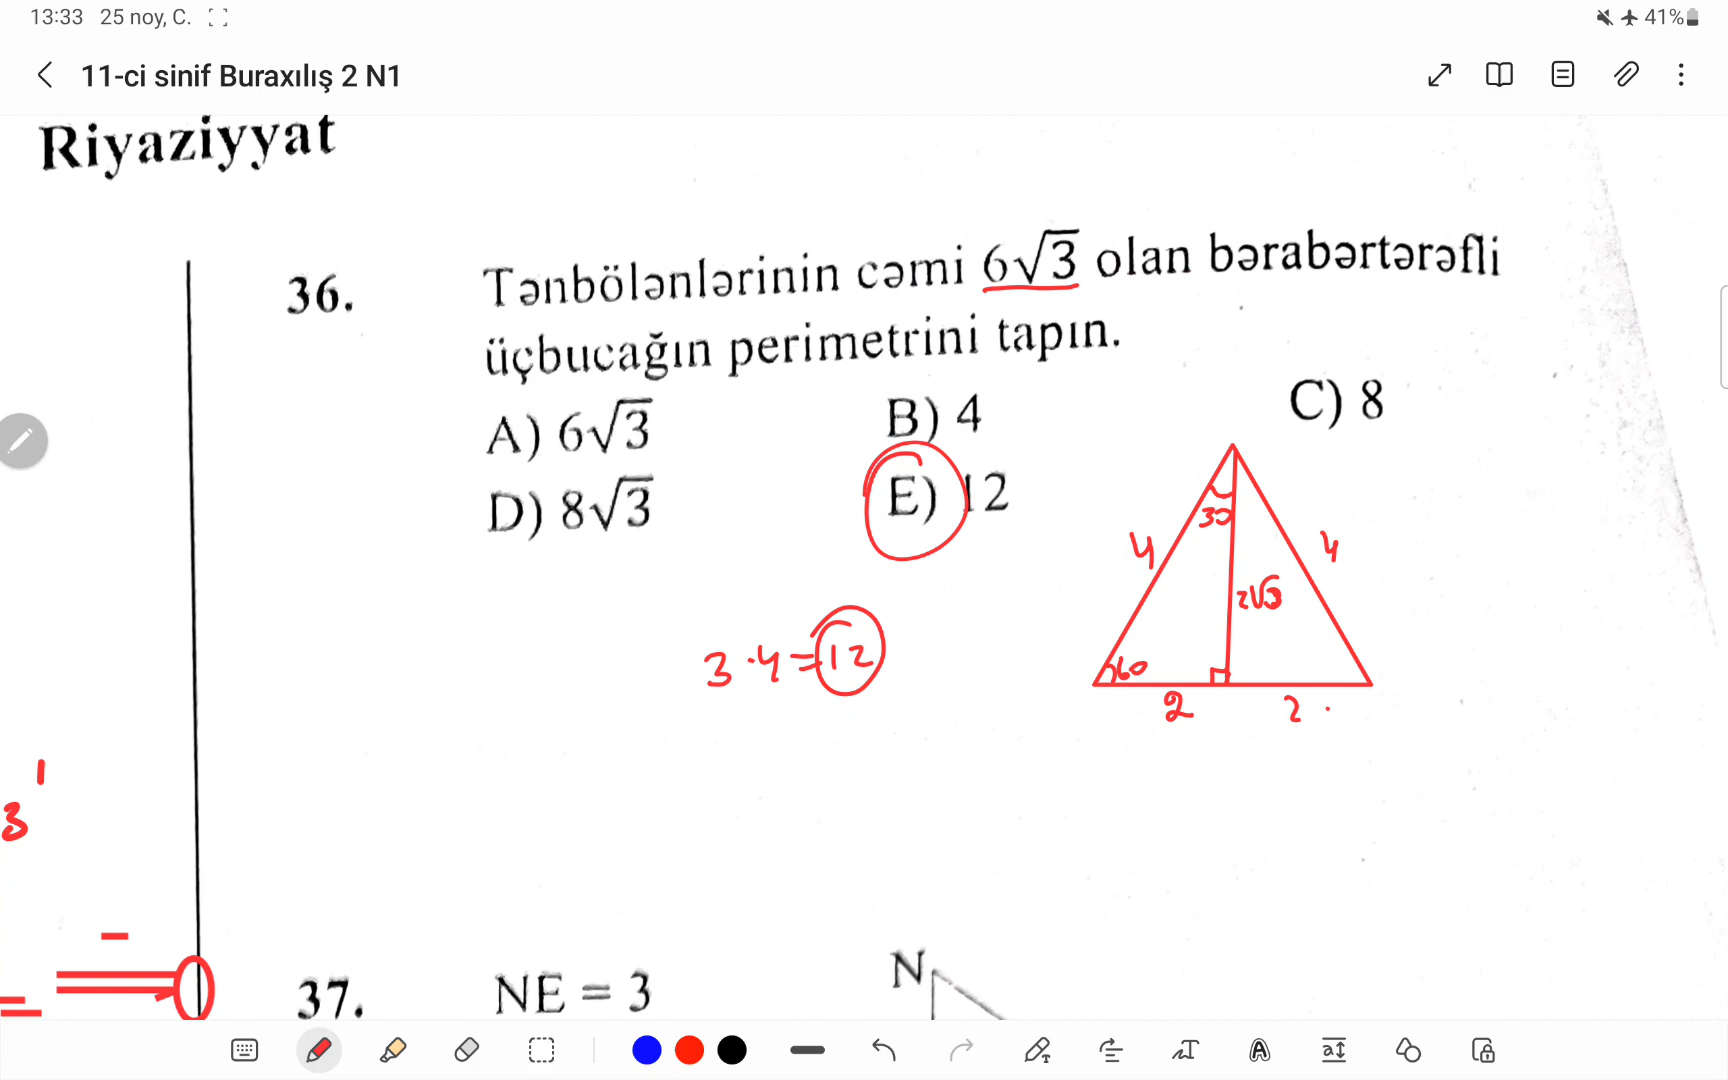 13:33 25 noy, C. 41%
11-ci sinif Buraxılış 2 N1
Riyaziyyat
36. Tənbölənlərinin cəmi 6√3 olan bərabərtərəfli
üçbucağın perimetrini tapın.
A) 6√3 B) 4 C) 8
D) 8√3 E) 12
30
4 4
2√3
3·4=12
60
2 2
1
3
37. NE = 3 N